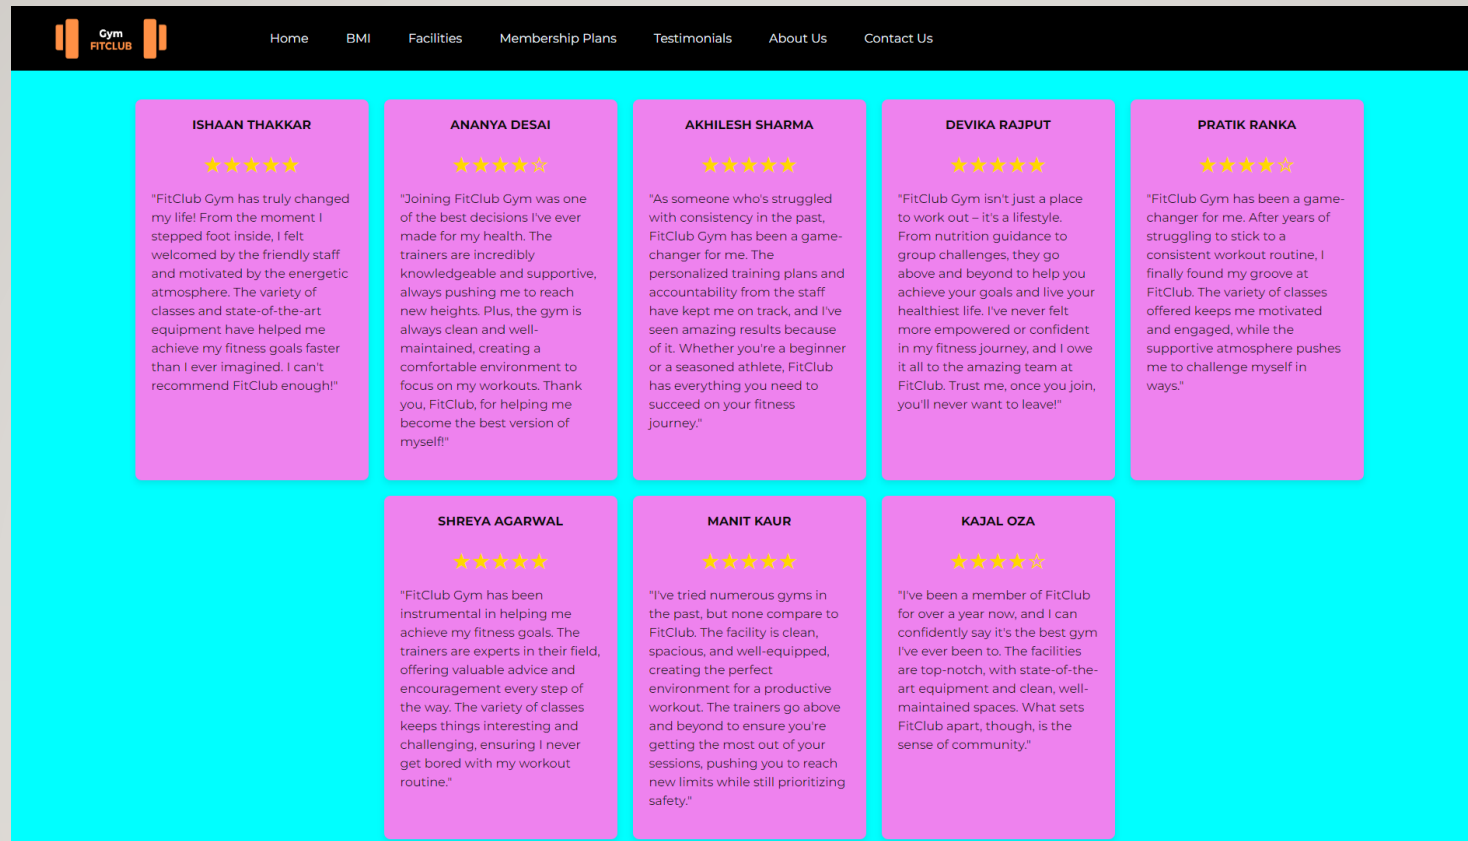 Gym
FITCLUB
Home
BMI
Facilities
Membership Plans
Testimonials
About Us
Contact Us
ISHAAN THAKKAR
★★★★★
"FitClub Gym has truly changed
my life! From the moment I
stepped foot inside, I felt
welcomed by the friendly staff
and motivated by the energetic
atmosphere. The variety of
classes and state-of-the-art
equipment have helped me
achieve my fitness goals faster
than I ever imagined. I can't
recommend FitClub enough!"
ANANYA DESAI
★★★★☆
"Joining FitClub Gym was one
of the best decisions I've ever
made for my health. The
trainers are incredibly
knowledgeable and supportive,
always pushing me to reach
new heights. Plus, the gym is
always clean and well-
maintained, creating a
comfortable environment to
focus on my workouts. Thank
you, FitClub, for helping me
become the best version of
myself!"
AKHILESH SHARMA
★★★★★
"As someone who's struggled
with consistency in the past,
FitClub Gym has been a game-
changer for me. The
personalized training plans and
accountability from the staff
have kept me on track, and I've
seen amazing results because
of it. Whether you're a beginner
or a seasoned athlete, FitClub
has everything you need to
succeed on your fitness
journey."
DEVIKA RAJPUT
★★★★★
"FitClub Gym isn't just a place
to work out – it's a lifestyle.
From nutrition guidance to
group challenges, they go
above and beyond to help you
achieve your goals and live your
healthiest life. I've never felt
more empowered or confident
in my fitness journey, and I owe
it all to the amazing team at
FitClub. Trust me, once you join,
you'll never want to leave!"
PRATIK RANKA
★★★★☆
"FitClub Gym has been a game-
changer for me. After years of
struggling to stick to a
consistent workout routine, I
finally found my groove at
FitClub. The variety of classes
offered keeps me motivated
and engaged, while the
supportive atmosphere pushes
me to challenge myself in
ways."
SHREYA AGARWAL
★★★★★
"FitClub Gym has been
instrumental in helping me
achieve my fitness goals. The
trainers are experts in their field,
offering valuable advice and
encouragement every step of
the way. The variety of classes
keeps things interesting and
challenging, ensuring I never
get bored with my workout
routine."
MANIT KAUR
★★★★★
"I've tried numerous gyms in
the past, but none compare to
FitClub. The facility is clean,
spacious, and well-equipped,
creating the perfect
environment for a productive
workout. The trainers go above
and beyond to ensure you're
getting the most out of your
sessions, pushing you to reach
new limits while still prioritizing
safety."
KAJAL OZA
★★★★☆
"I've been a member of FitClub
for over a year now, and I can
confidently say it's the best gym
I've ever been to. The facilities
are top-notch, with state-of-the-
art equipment and clean, well-
maintained spaces. What sets
FitClub apart, though, is the
sense of community."